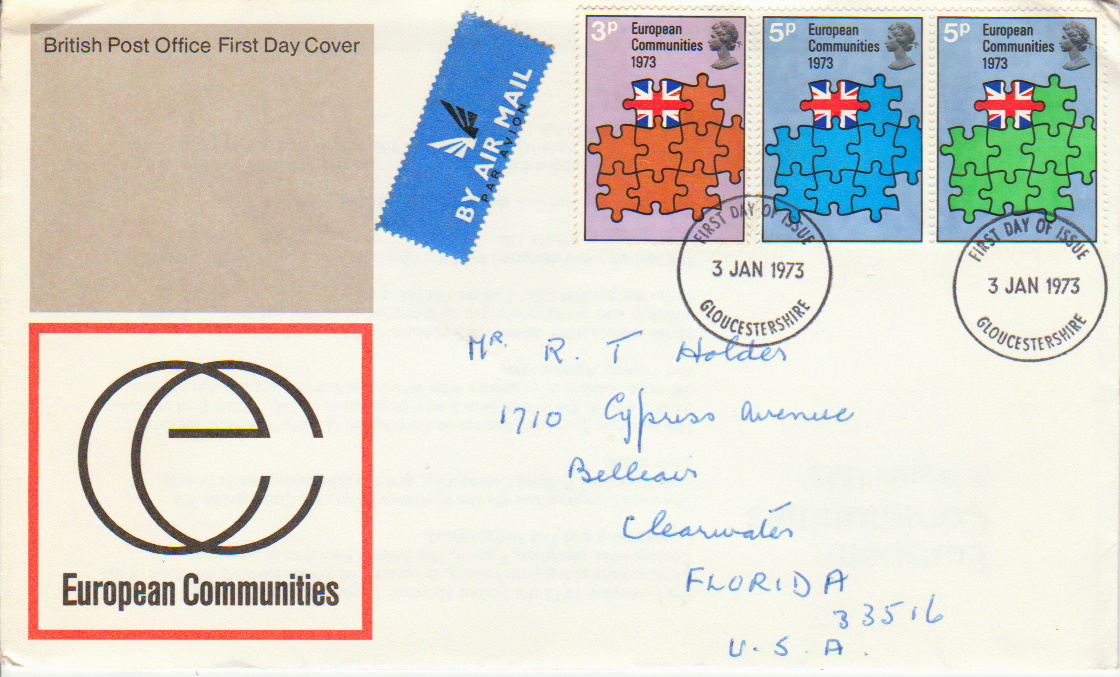 British Post Office First Day Cover
BY AIR MAIL
PAR AVION
3P European
Communities
1973
5P European
Communities
1973
5P European
Communities
1973
FIRST DAY OF ISSUE
3 JAN 1973
GLOUCESTERSHIRE
FIRST DAY OF ISSUE
3 JAN 1973
GLOUCESTERSHIRE
Mr. R. T Holder
1710 Cypress Avenue
Belleair
Clearwater
FLORIDA
33516
U.S.A.
ce
European Communities